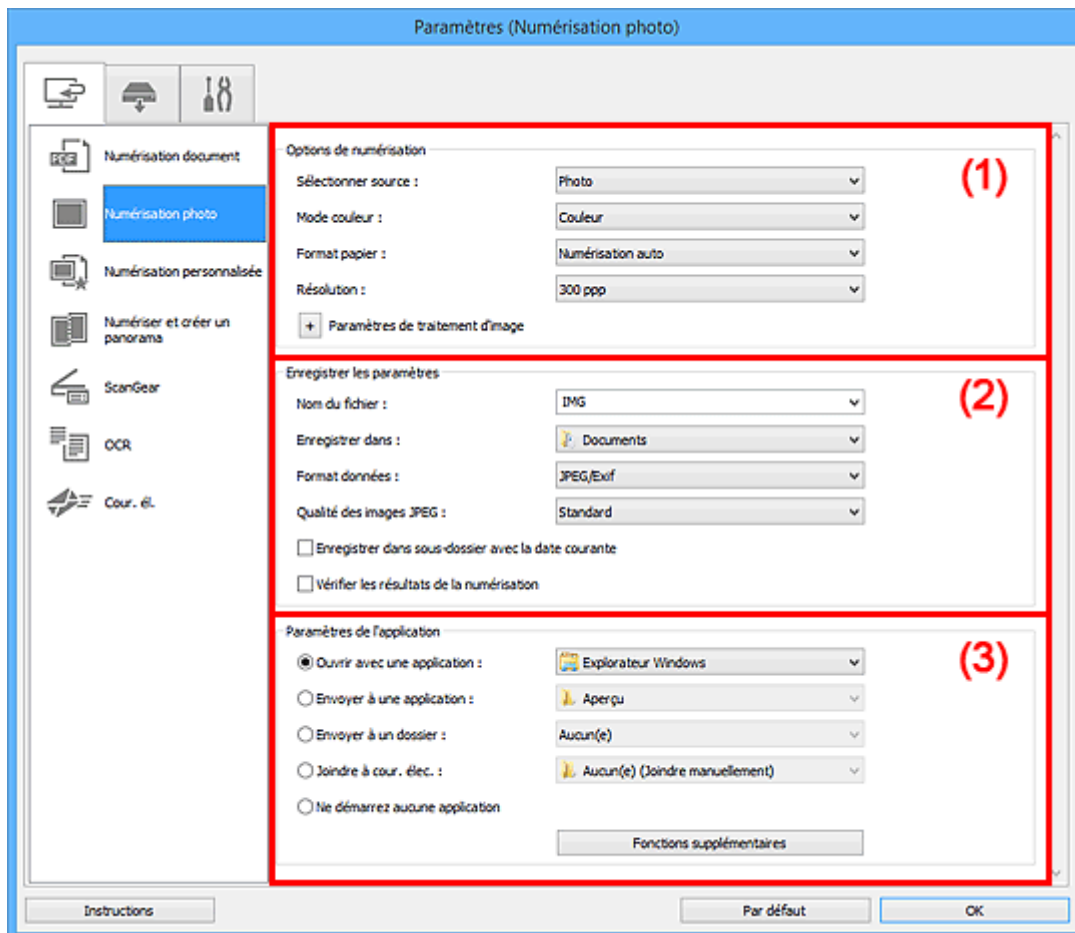 Paramètres (Numérisation photo)
Numérisation document
Numérisation photo
Numérisation personnalisée
Numériser et créer un
panorama
ScanGear
OCR
Cour. él.
Options de numérisation
(1)
Sélectionner source : Photo
Mode couleur : Couleur
Format papier : Numérisation auto
Résolution : 300 ppp
+ Paramètres de traitement d'image
Enregistrer les paramètres
(2)
Nom du fichier : IMG
Enregistrer dans : Documents
Format données : JPEG/Exif
Qualité des images JPEG : Standard
Enregistrer dans sous-dossier avec la date courante
Vérifier les résultats de la numérisation
Paramètres de l'application
(3)
Ouvrir avec une application : Explorateur Windows
Envoyer à une application : Aperçu
Envoyer à un dossier : Aucun(e)
Joindre à cour. élec. : Aucun(e) (Joindre manuellement)
Ne démarrez aucune application
Fonctions supplémentaires
Instructions
Par défaut
OK
PDF